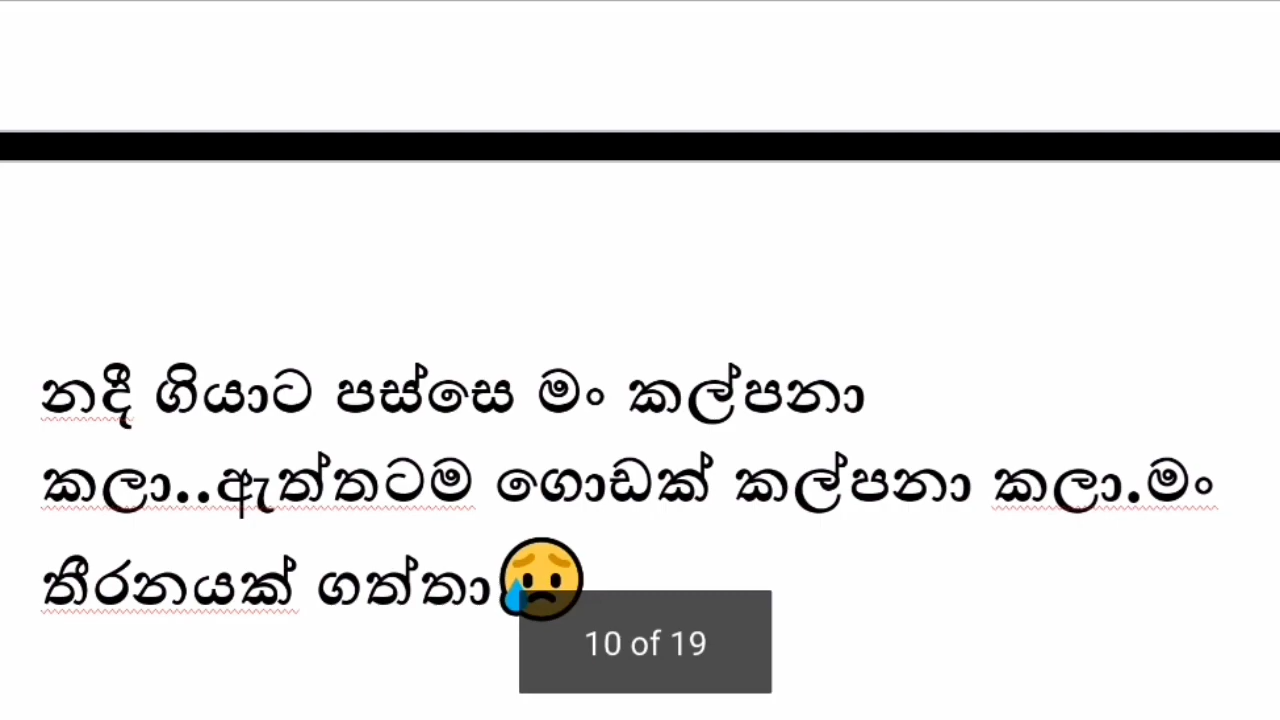 නදී ගියාට පස්සෙ මං කල්පනා
කලා..ඇත්තටම ගොඩක් කල්පනා කලා.මං
තීරනයක් ගත්තා😥
10 of 19